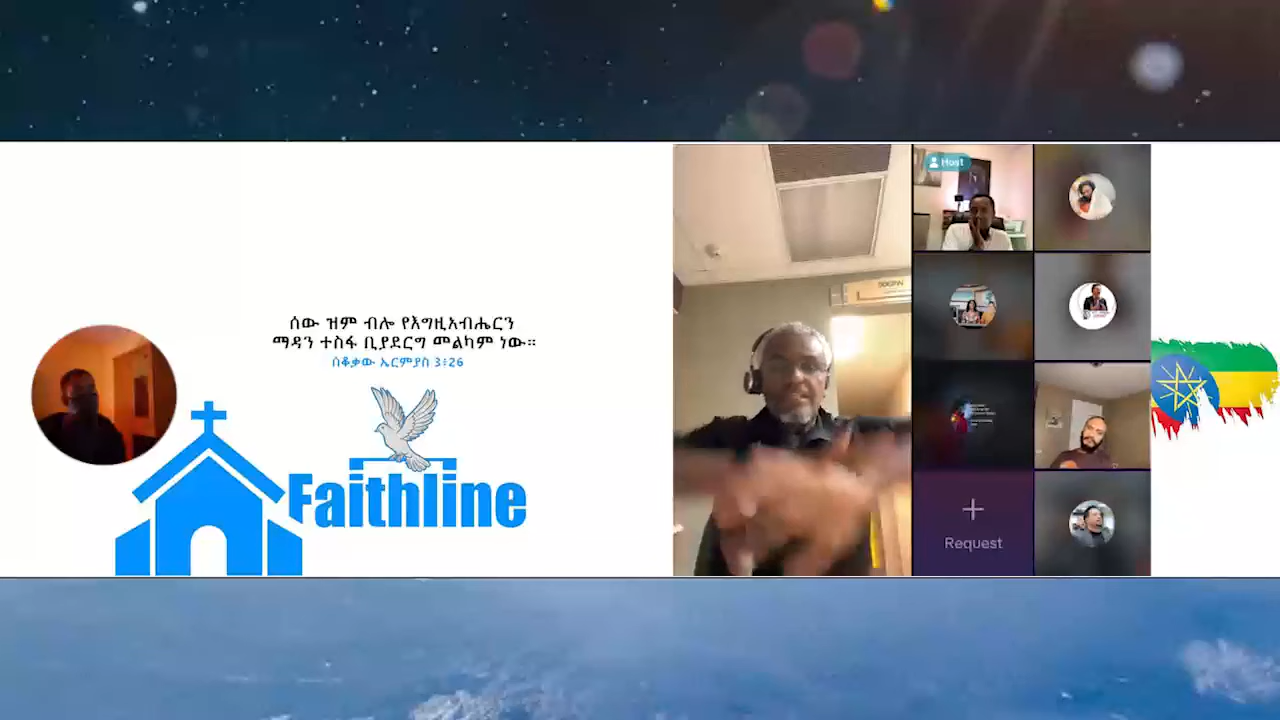 ሰው ዝም ብሎ የእግዚአብሔርን
ማዳን ተስፋ ቢያደርግ መልካም ነው።
ሰቆቃው ኤርምያስ 3፥26
Faithline
Host
Request